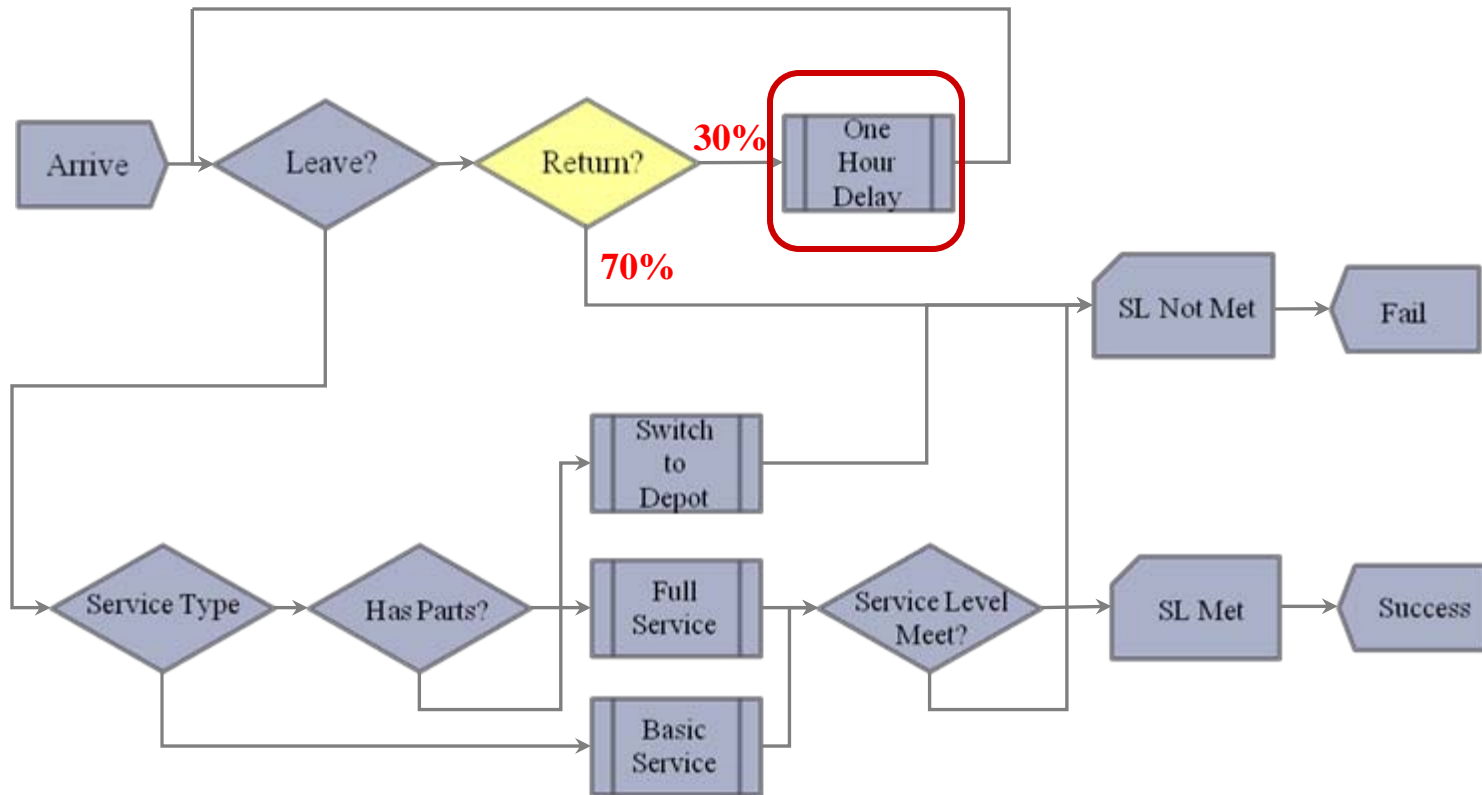 Arrive
Leave?
Return?
30%
One
Hour
Delay
70%
SL Not Met
Fail
Switch
to
Depot
Service Type
Has Parts?
Full
Service
Service Level
Meet?
SL Met
Success
Basic
Service